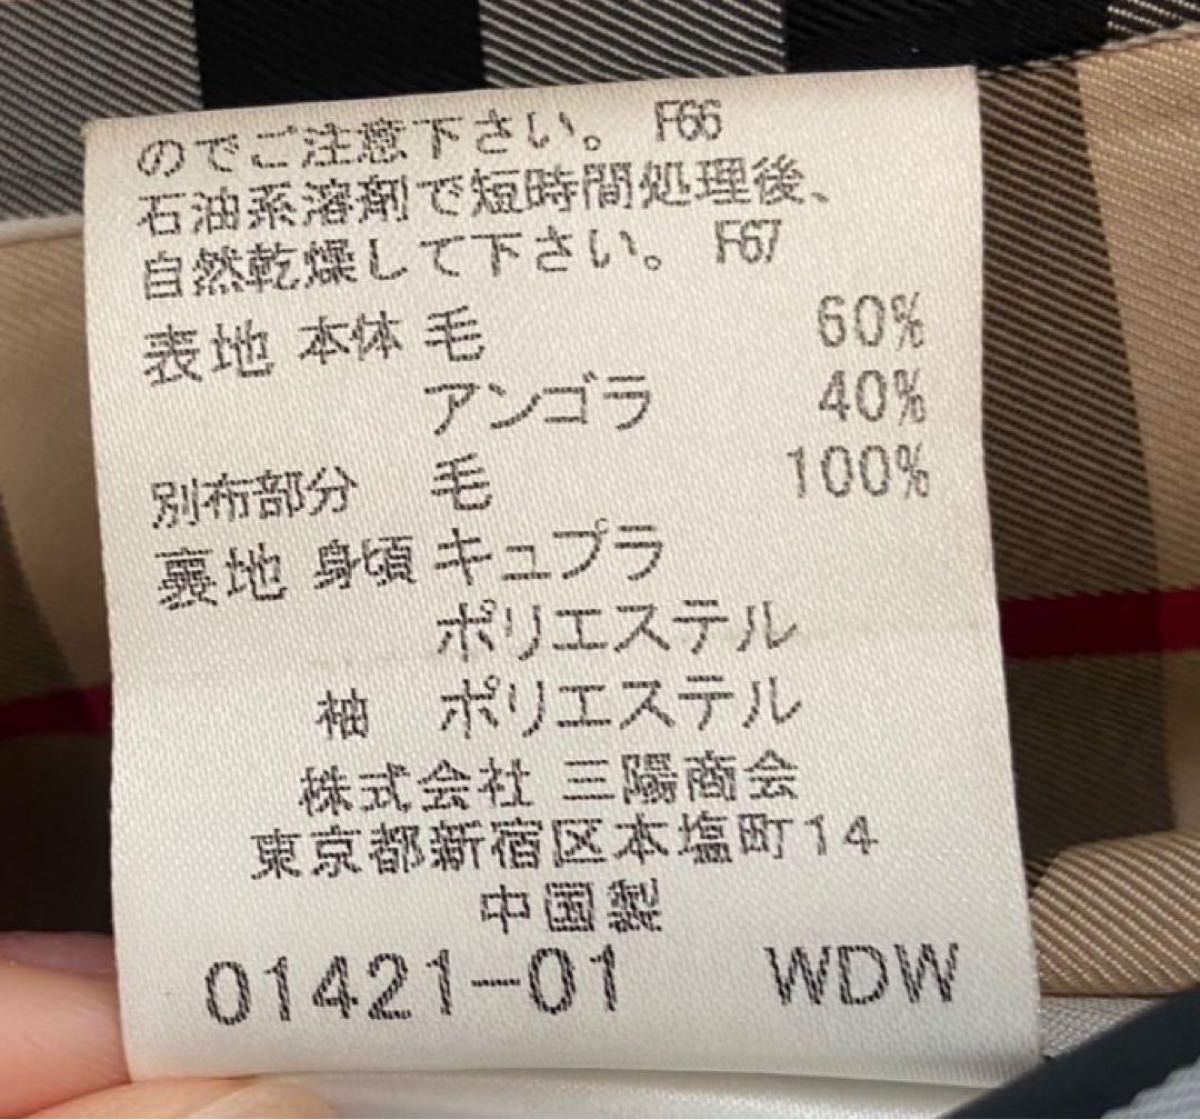 のでご注意下さい。 F66
石油系溶剤で短時間処理後、
自然乾燥して下さい。 F67
表地 本体 毛 60%
アンゴラ 40%
別布部分 毛 100%
裏地 身頃 キュプラ
ポリエステル
袖 ポリエステル
株式会社 三陽商会
東京都新宿区本塩町14
中国製
01421-01 WDW